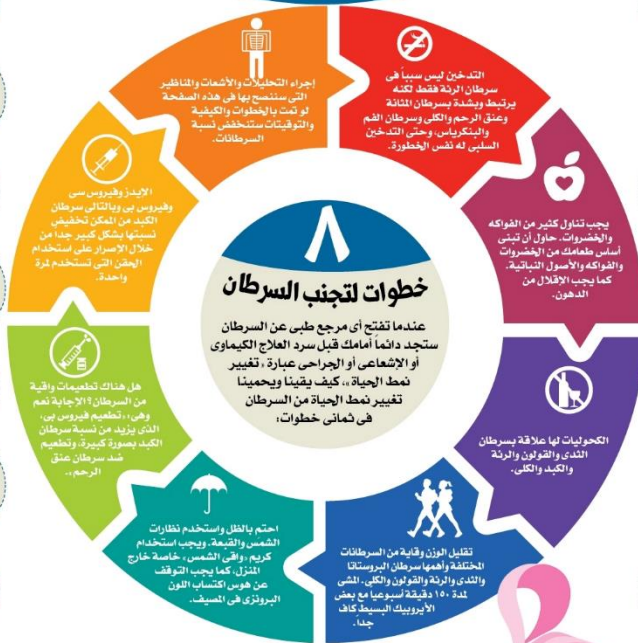 ٨
خطوات لتجنب السرطان
عندما تفتح أى مرجع طبى عن السرطان
ستجد دائماً أمامك قبل سرد العلاج الكيماوى
أو الإشعاعى أو الجراحى عبارة «تغيير
نمط الحياة»، كيف يقينا ويحمينا
تغيير نمط الحياة من السرطان
فى ثمانى خطوات:
التدخين ليس سبباً فى
سرطان الرئة فقط لكنه
يرتبط وبشدة بسرطان المثانة
وعنق الرحم والكلى وسرطان الفم
والبنكرياس، وحتى التدخين
السلبى له نفس الخطورة.
يجب تناول كثير من الفواكه
والخضروات. حاول أن تبنى
أساس طعامك من الخضروات
والفواكه والأصول النباتية.
كما يجب الإقلال من
الدهون.
الكحوليات لها علاقة بسرطان
الثدى والقولون والرئة
والكبد والكلى.
تقليل الوزن وقاية من السرطانات
المختلفة وأهمها سرطان البروستاتا
والثدى والرئة والقولون والكلى. المشى
لمدة ١٥٠ دقيقة أسبوعيا مع بعض
الأيروبيك البسيط كاف
جداً.
احتم بالظل واستخدم نظارات
الشمس والقبعة. ويجب استخدام
كريم «واقى الشمس» خاصة خارج
المنزل، كما يجب التوقف
عن هوس اكتساب اللون
البرونزى فى المصيف.
هل هناك تطعيمات واقية
من السرطان؟ الإجابة نعم
وهى: «تطعيم فيروس بى،
الذى يزيد من نسبة سرطان
الكبد بصورة كبيرة، وتطعيم
ضد سرطان عنق
الرحم».
الإيدز وفيروس سى
وفيروس بى وبالتالى سرطان
الكبد من الممكن تخفيض
نسبتها بشكل كبير جداً من
خلال الإصرار على استخدام
الحقن التى تستخدم لمرة
واحدة.
إجراء التحليلات والأشعات والمناظير
التى سننصح بها فى هذه الصفحة
لو تمت بالخطوات والكيفية
والتوقيتات ستنخفض نسبة
السرطانات.